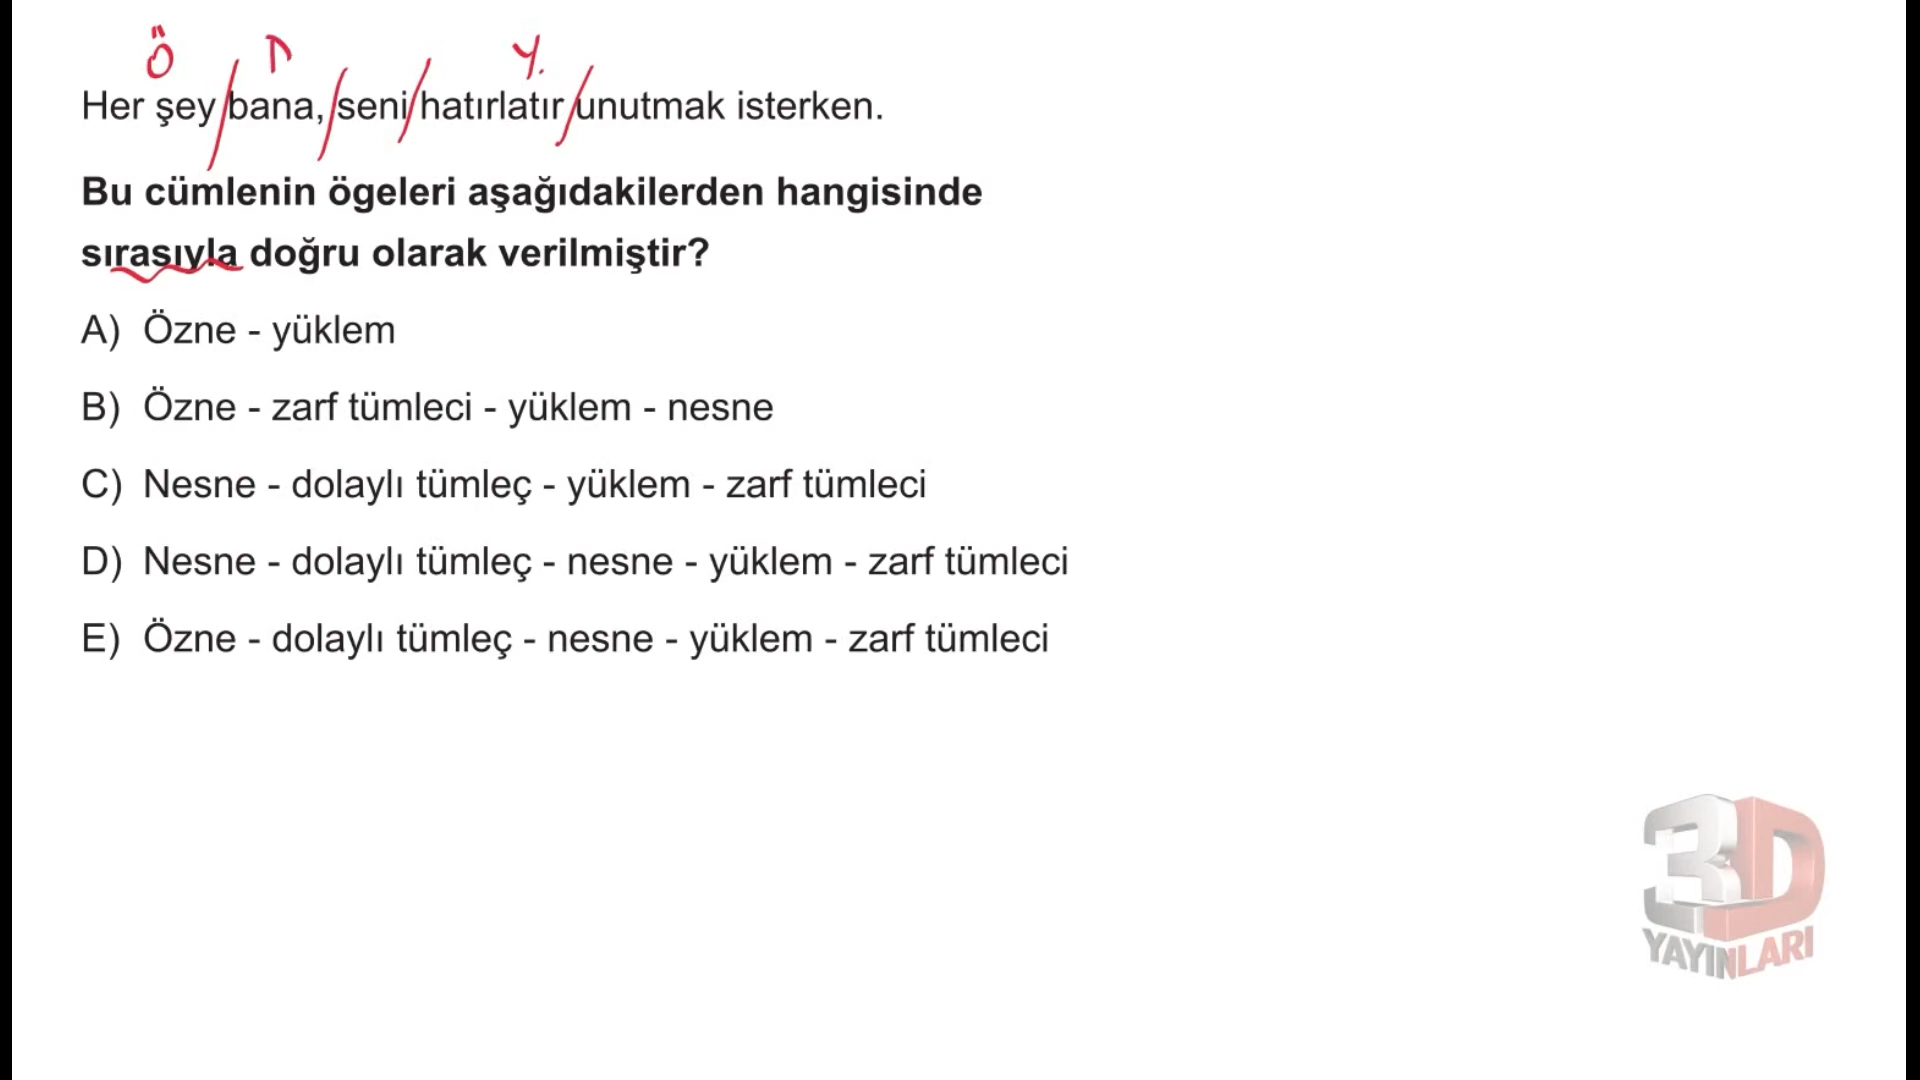 Ö D Y.
Her şey bana, seni hatırlatır unutmak isterken.
Bu cümlenin ögeleri aşağıdakilerden hangisinde
sırasıyla doğru olarak verilmiştir?
A) Özne - yüklem
B) Özne - zarf tümleci - yüklem - nesne
C) Nesne - dolaylı tümleç - yüklem - zarf tümleci
D) Nesne - dolaylı tümleç - nesne - yüklem - zarf tümleci
E) Özne - dolaylı tümleç - nesne - yüklem - zarf tümleci
3D
YAYINLARI